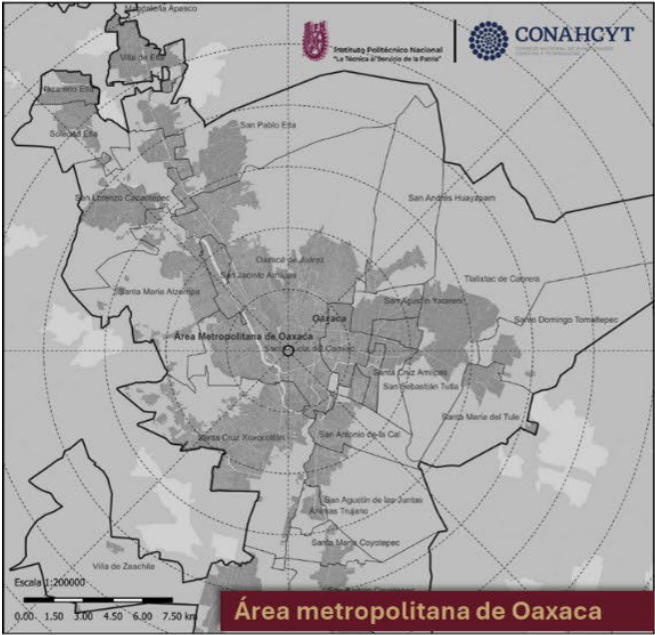 Magdalena Apasco
Instituto Politécnico Nacional
"La Técnica al Servicio de la Patria"
CONAHCYT
Villa de Etla
Nazareno Etla
Soledad Etla
San Pablo Etla
San Lorenzo Cacaotepec
San Andrés Huayápam
Oaxaca de Juárez
San Jacinto Amilpas
Tlalixtac de Cabrera
Santa María Atzompa
San Agustín Yatareni
Oaxaca
Santo Domingo Tomaltepec
Área Metropolitana de Oaxaca
Santa Cruz Amilpas
San Sebastián Tutla
Santa María del Tule
Santa Cruz Xoxocotlán
San Antonio de la Cal
San Agustín de las Juntas
Ánimas Trujano
Santa María Coyotepec
Villa de Zaachila
Escala 1:200000
0.00 1.50 3.00 4.50 6.00 7.50 km
Área metropolitana de Oaxaca